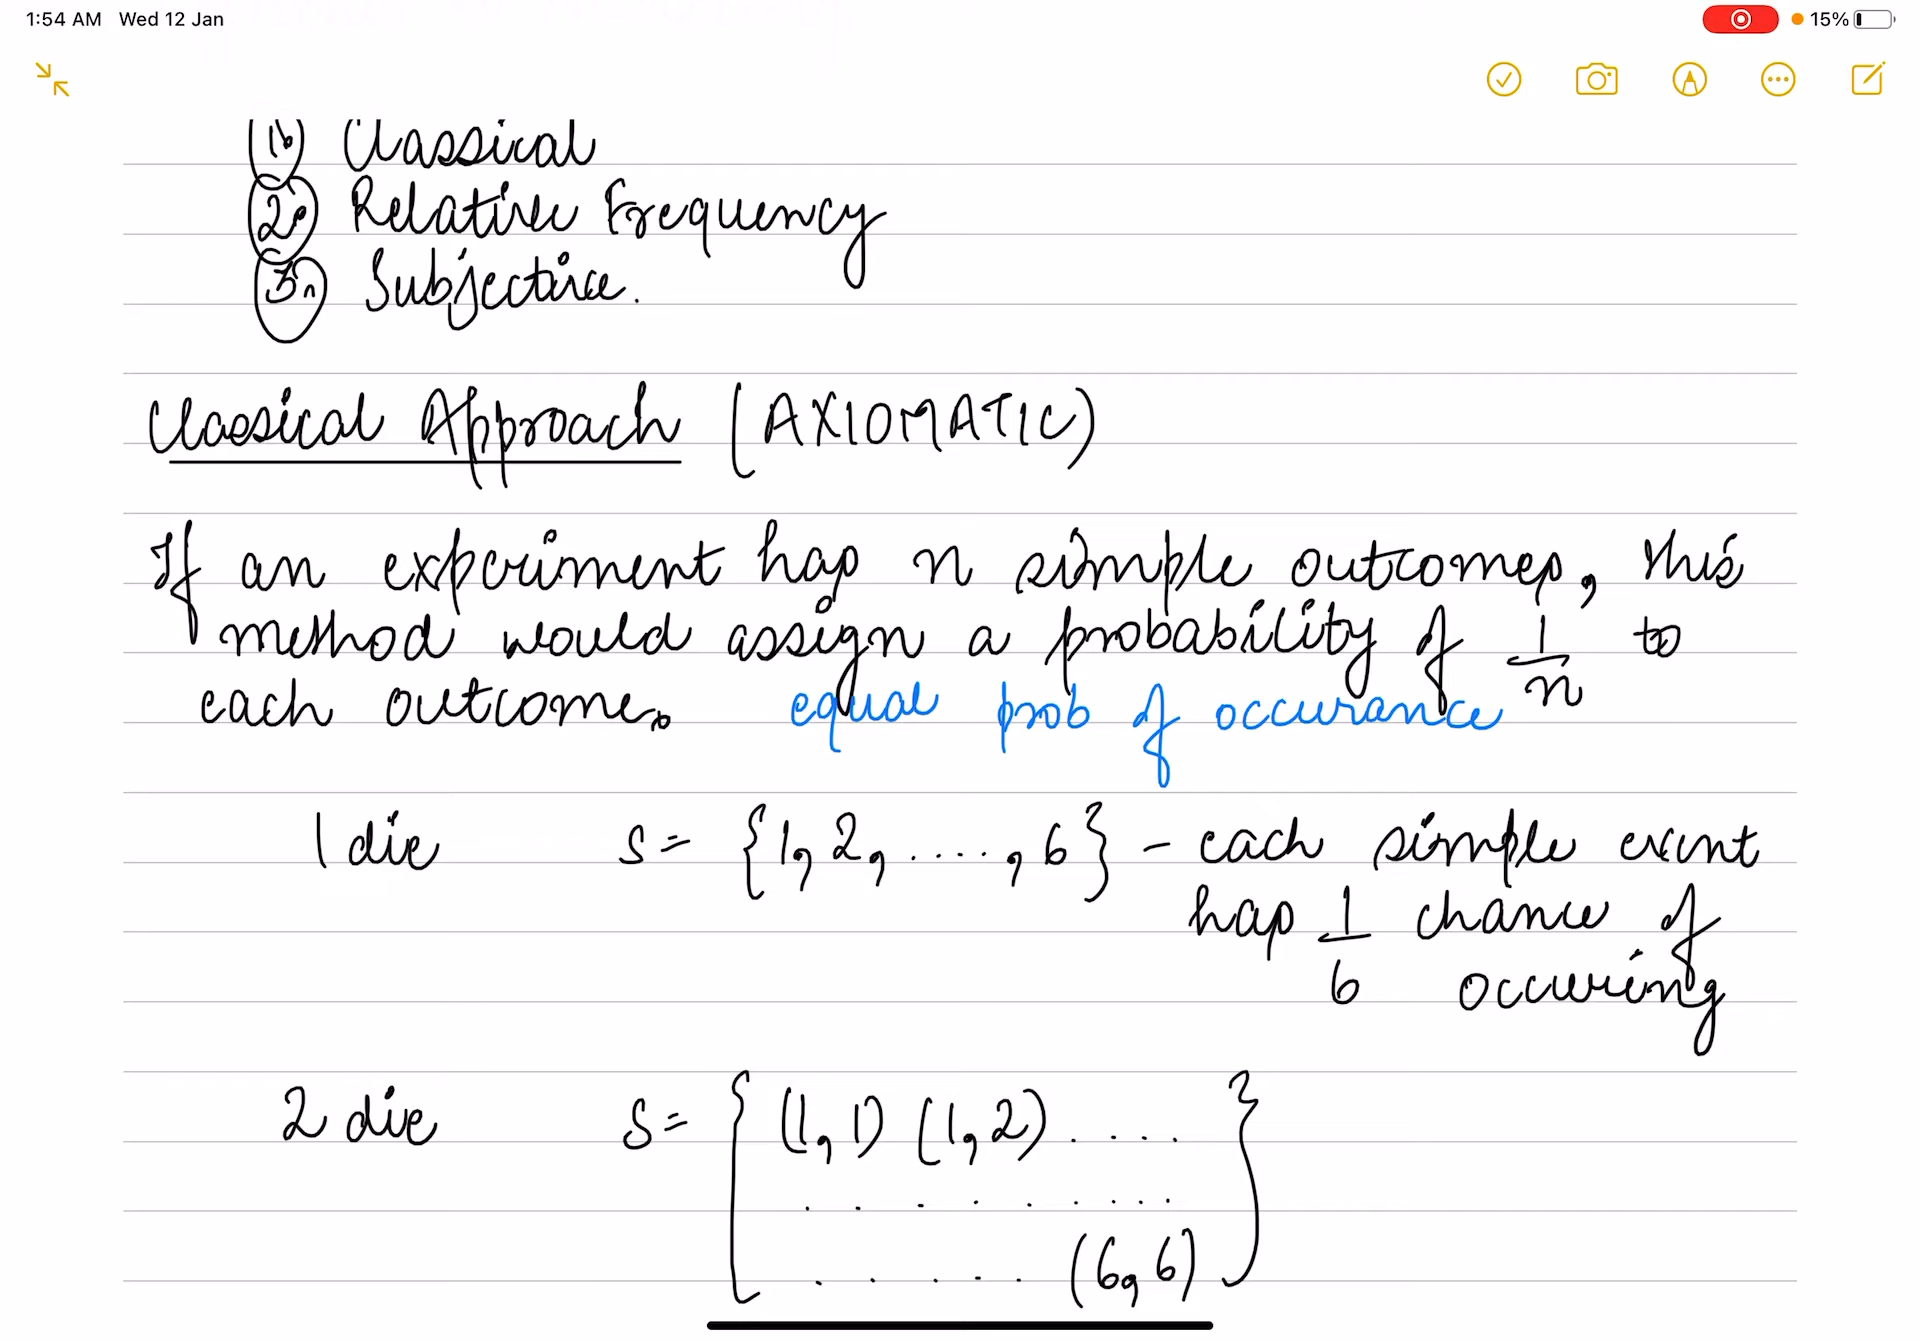 1:54 AM Wed 12 Jan 15%
1. Classical
2. Relative Frequency
3. Subjective.
Classical Approach (AXIOMATIC)
If an experiment has n simple outcomes, this
method would assign a probability of 1/n to
each outcome. equal prob of occurance
1 die S = {1, 2, ...., 6} - each simple event
has 1/6 chance of
occuring
2 die S = { (1, 1) (1, 2) ....
. . . . . . . .
. . . . . (6, 6) }